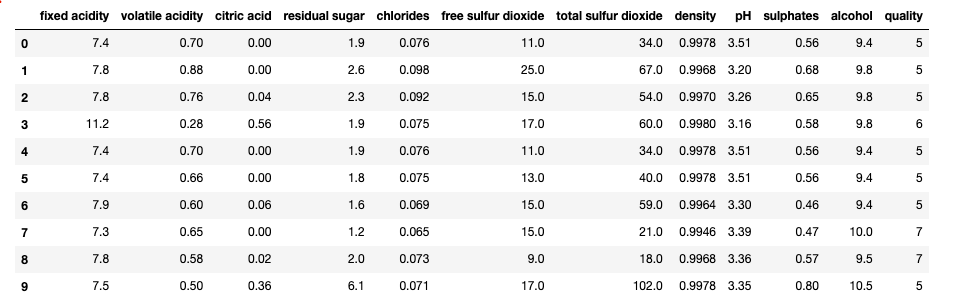 fixed acidity volatile acidity citric acid residual sugar chlorides free sulfur dioxide total sulfur dioxide density pH sulphates alcohol quality
0 7.4 0.70 0.00 1.9 0.076 11.0 34.0 0.9978 3.51 0.56 9.4 5
1 7.8 0.88 0.00 2.6 0.098 25.0 67.0 0.9968 3.20 0.68 9.8 5
2 7.8 0.76 0.04 2.3 0.092 15.0 54.0 0.9970 3.26 0.65 9.8 5
3 11.2 0.28 0.56 1.9 0.075 17.0 60.0 0.9980 3.16 0.58 9.8 6
4 7.4 0.70 0.00 1.9 0.076 11.0 34.0 0.9978 3.51 0.56 9.4 5
5 7.4 0.66 0.00 1.8 0.075 13.0 40.0 0.9978 3.51 0.56 9.4 5
6 7.9 0.60 0.06 1.6 0.069 15.0 59.0 0.9964 3.30 0.46 9.4 5
7 7.3 0.65 0.00 1.2 0.065 15.0 21.0 0.9946 3.39 0.47 10.0 7
8 7.8 0.58 0.02 2.0 0.073 9.0 18.0 0.9968 3.36 0.57 9.5 7
9 7.5 0.50 0.36 6.1 0.071 17.0 102.0 0.9978 3.35 0.80 10.5 5